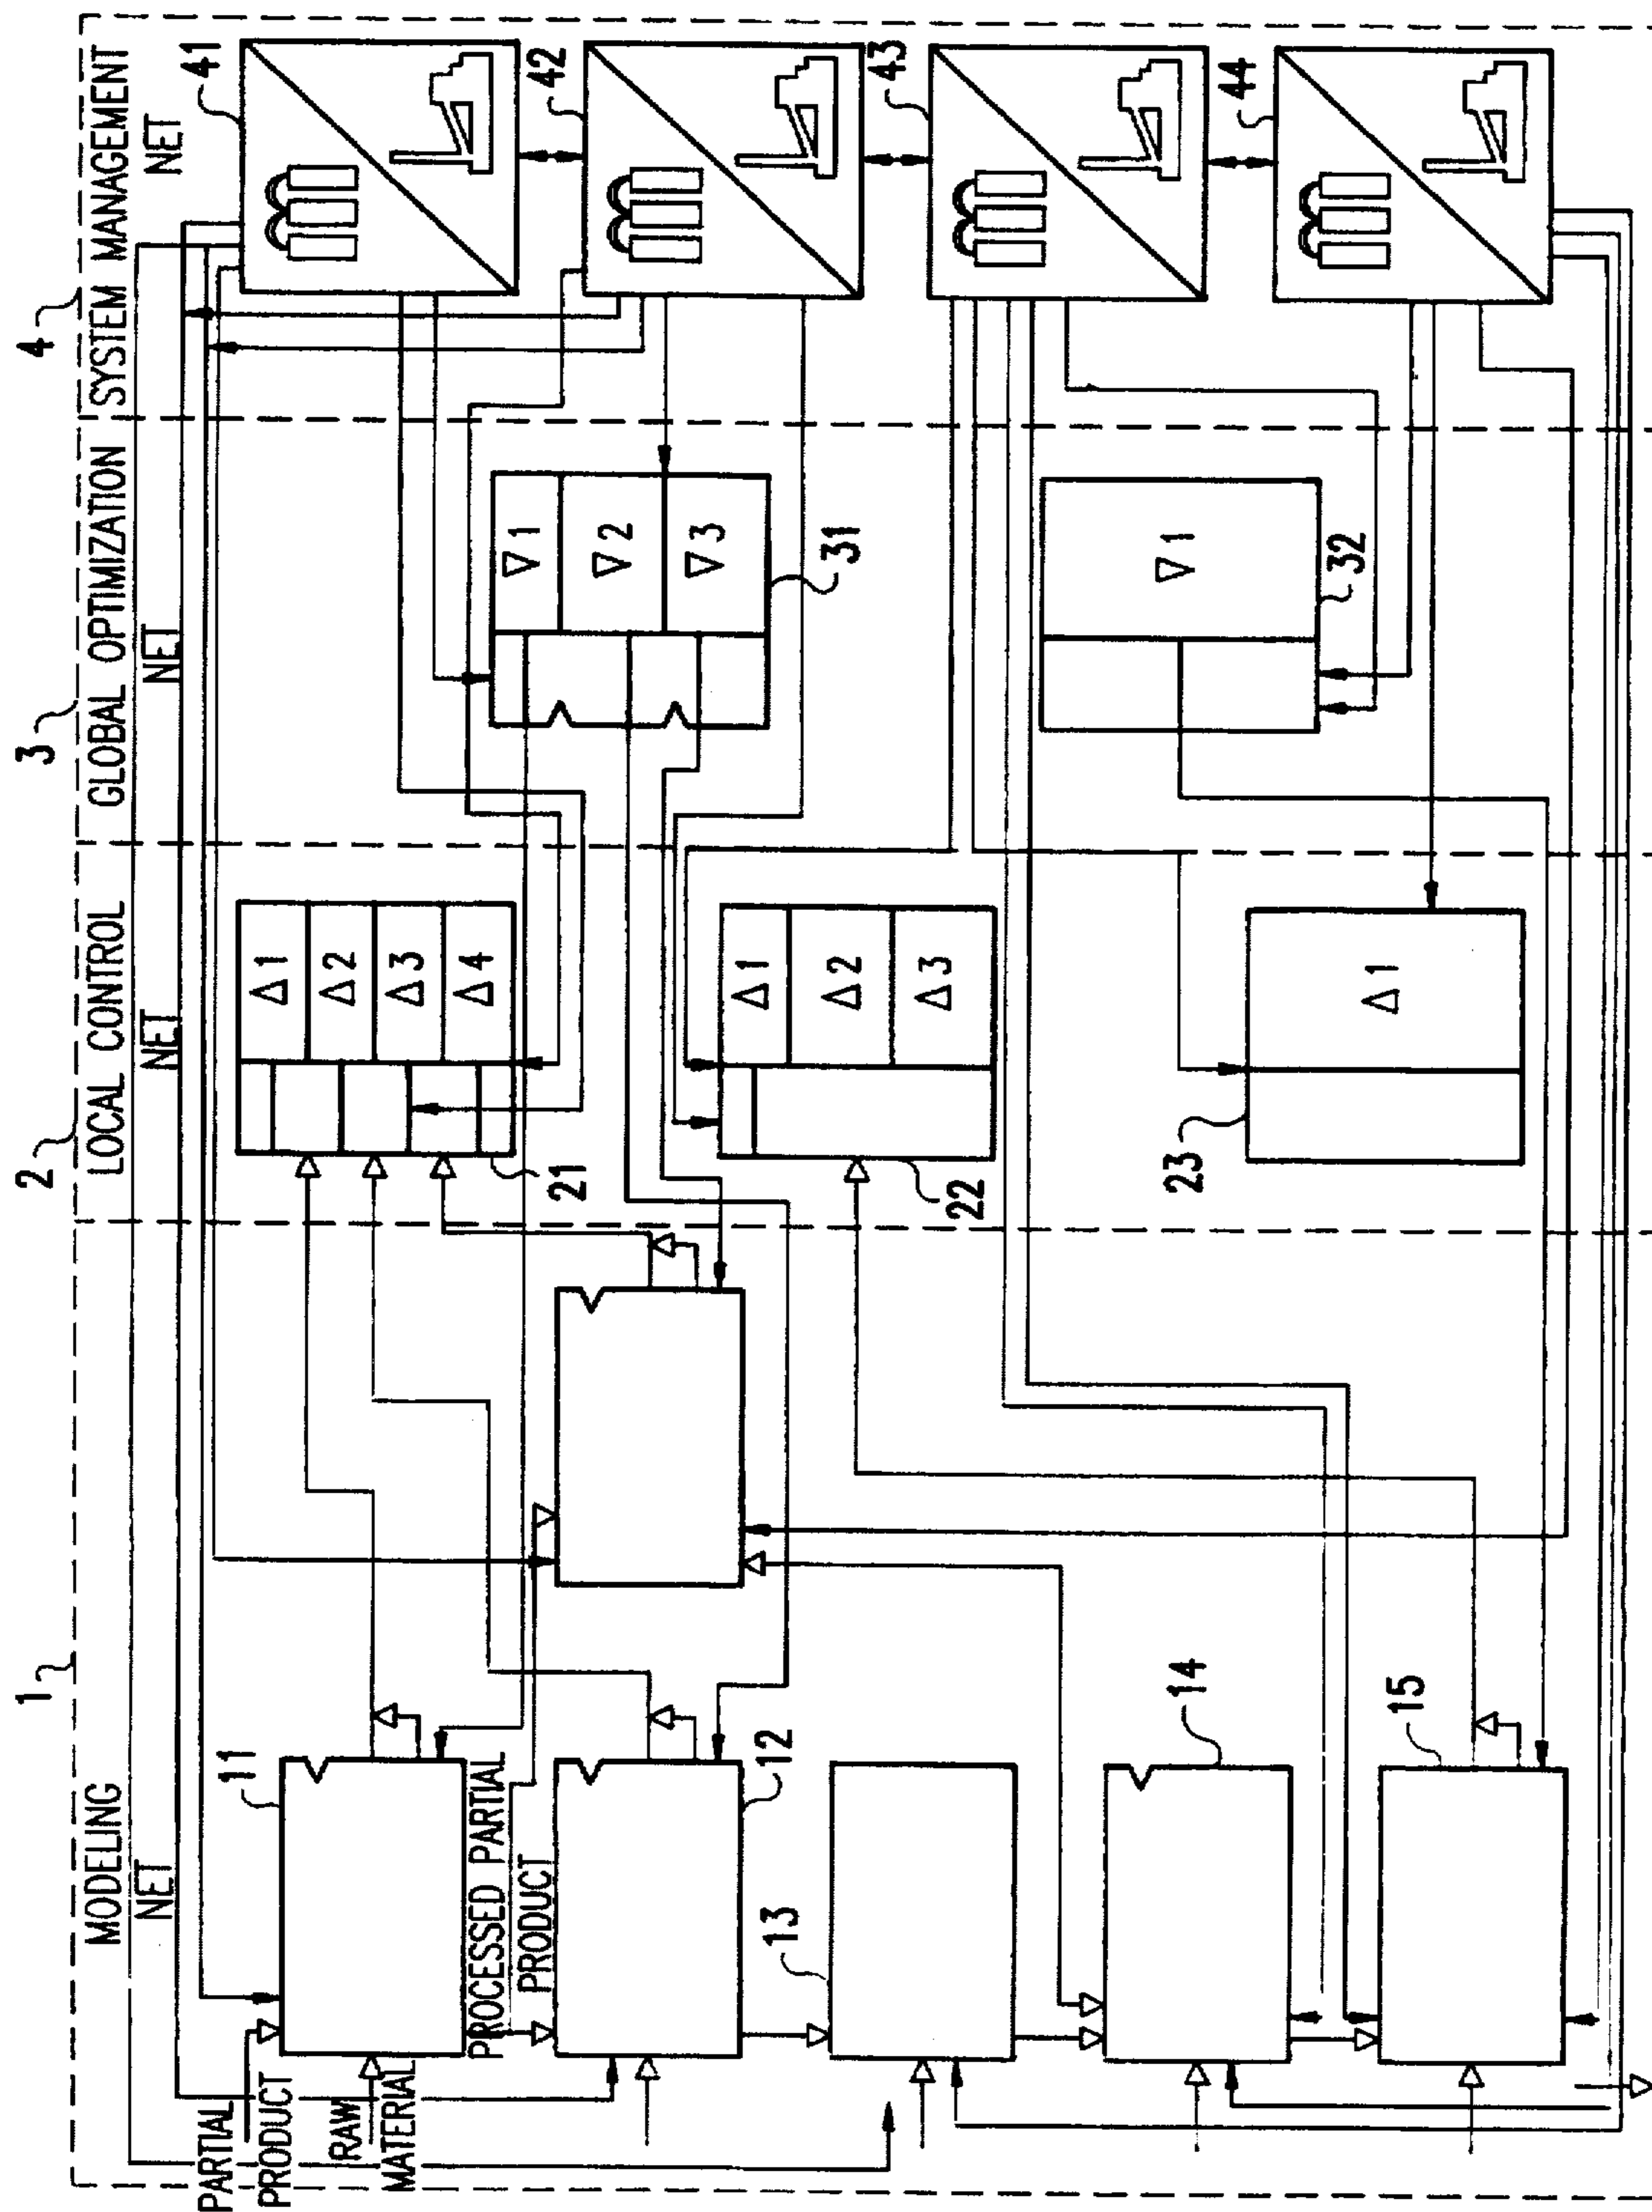 1
MODELING
NET
2
LOCAL CONTROL
NET
3
GLOBAL OPTIMIZATION
NET
4
SYSTEM MANAGEMENT
NET
41
42
43
44
PARTIAL
PRODUCT
RAW
MATERIAL
11
PROCESSED PARTIAL
PRODUCT
12
13
14
15
Δ1
Δ2
Δ3
Δ4
21
Δ1
Δ2
Δ3
22
Δ1
23
∇1
∇2
∇3
31
∇1
32